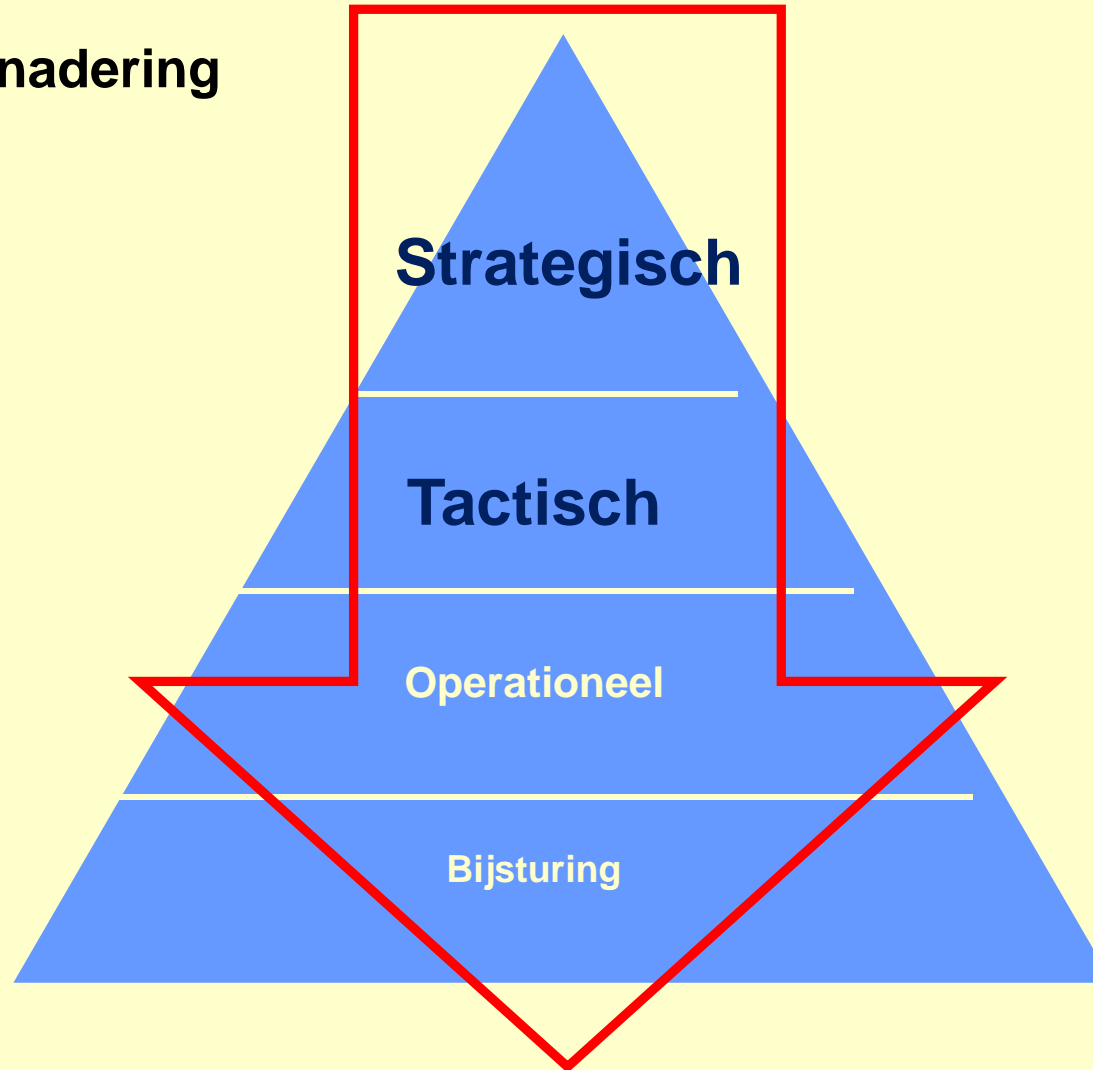 nadering
Strategisch
Tactisch
Operationeel
Bijsturing